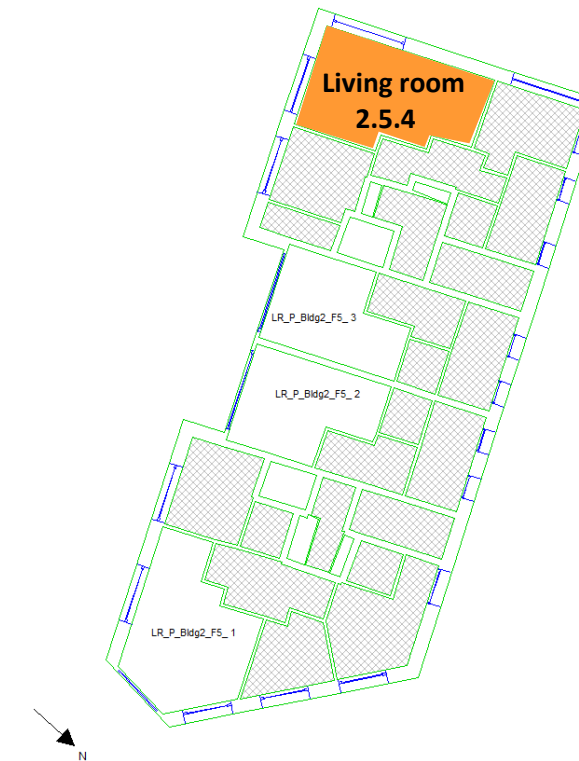 Living room
2.5.4
LR_P_Bldg2_F5_ 3
LR_P_Bldg2_F5_ 2
LR_P_Bldg2_F5_ 1
N